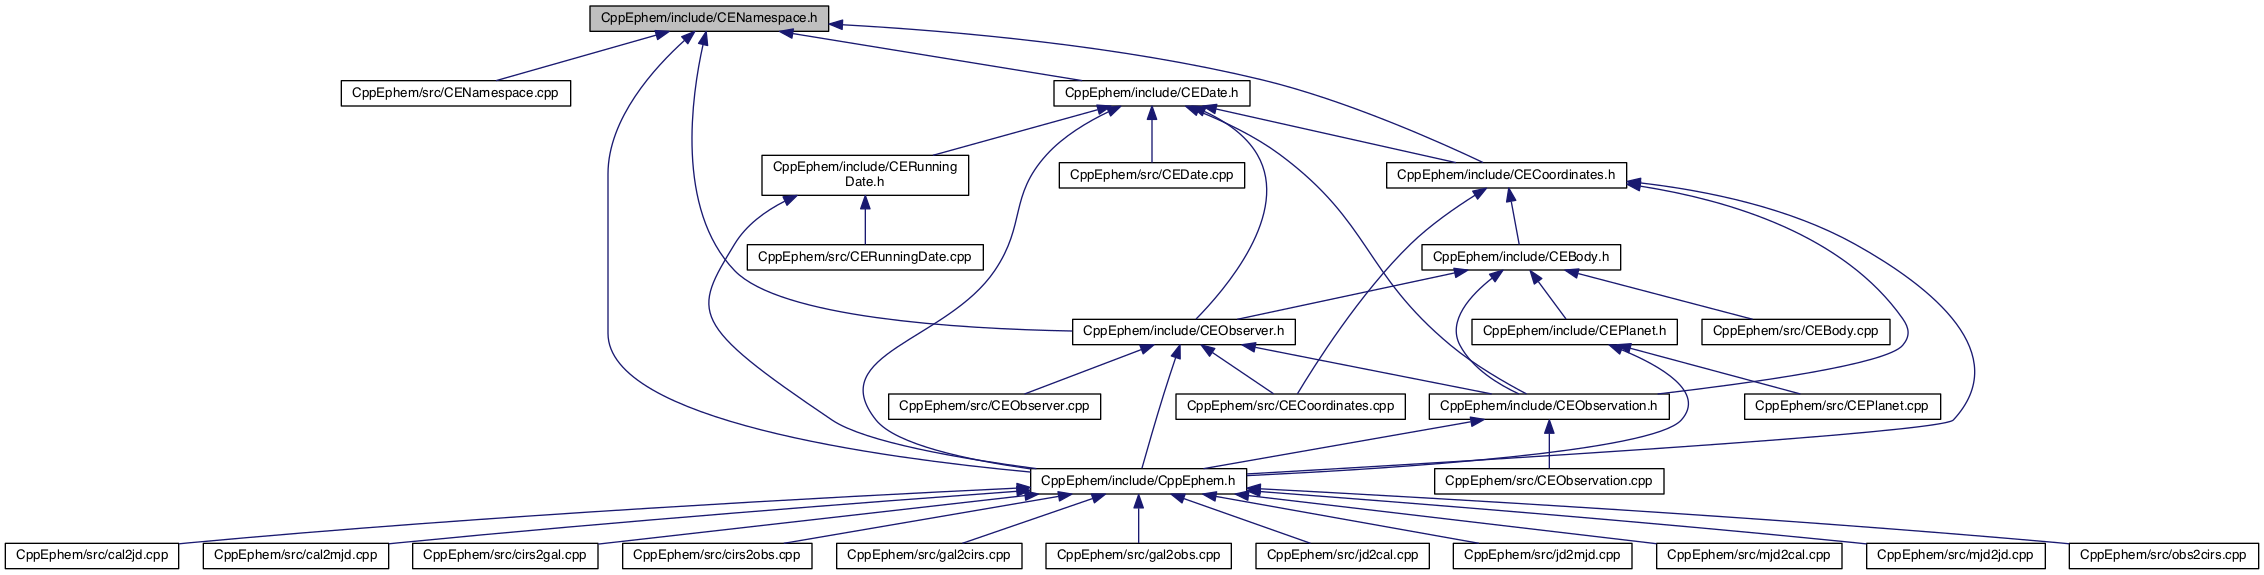 CppEphem/include/CENamespace.h
CppEphem/src/CENamespace.cpp
CppEphem/include/CEDate.h
CppEphem/include/CERunning
Date.h
CppEphem/src/CEDate.cpp
CppEphem/include/CECoordinates.h
CppEphem/src/CERunningDate.cpp
CppEphem/include/CEBody.h
CppEphem/include/CEObserver.h
CppEphem/include/CEPlanet.h
CppEphem/src/CEBody.cpp
CppEphem/src/CEObserver.cpp
CppEphem/src/CECoordinates.cpp
CppEphem/include/CEObservation.h
CppEphem/src/CEPlanet.cpp
CppEphem/include/CppEphem.h
CppEphem/src/CEObservation.cpp
CppEphem/src/cal2jd.cpp
CppEphem/src/cal2mjd.cpp
CppEphem/src/cirs2gal.cpp
CppEphem/src/cirs2obs.cpp
CppEphem/src/gal2cirs.cpp
CppEphem/src/gal2obs.cpp
CppEphem/src/jd2cal.cpp
CppEphem/src/jd2mjd.cpp
CppEphem/src/mjd2cal.cpp
CppEphem/src/mjd2jd.cpp
CppEphem/src/obs2cirs.cpp